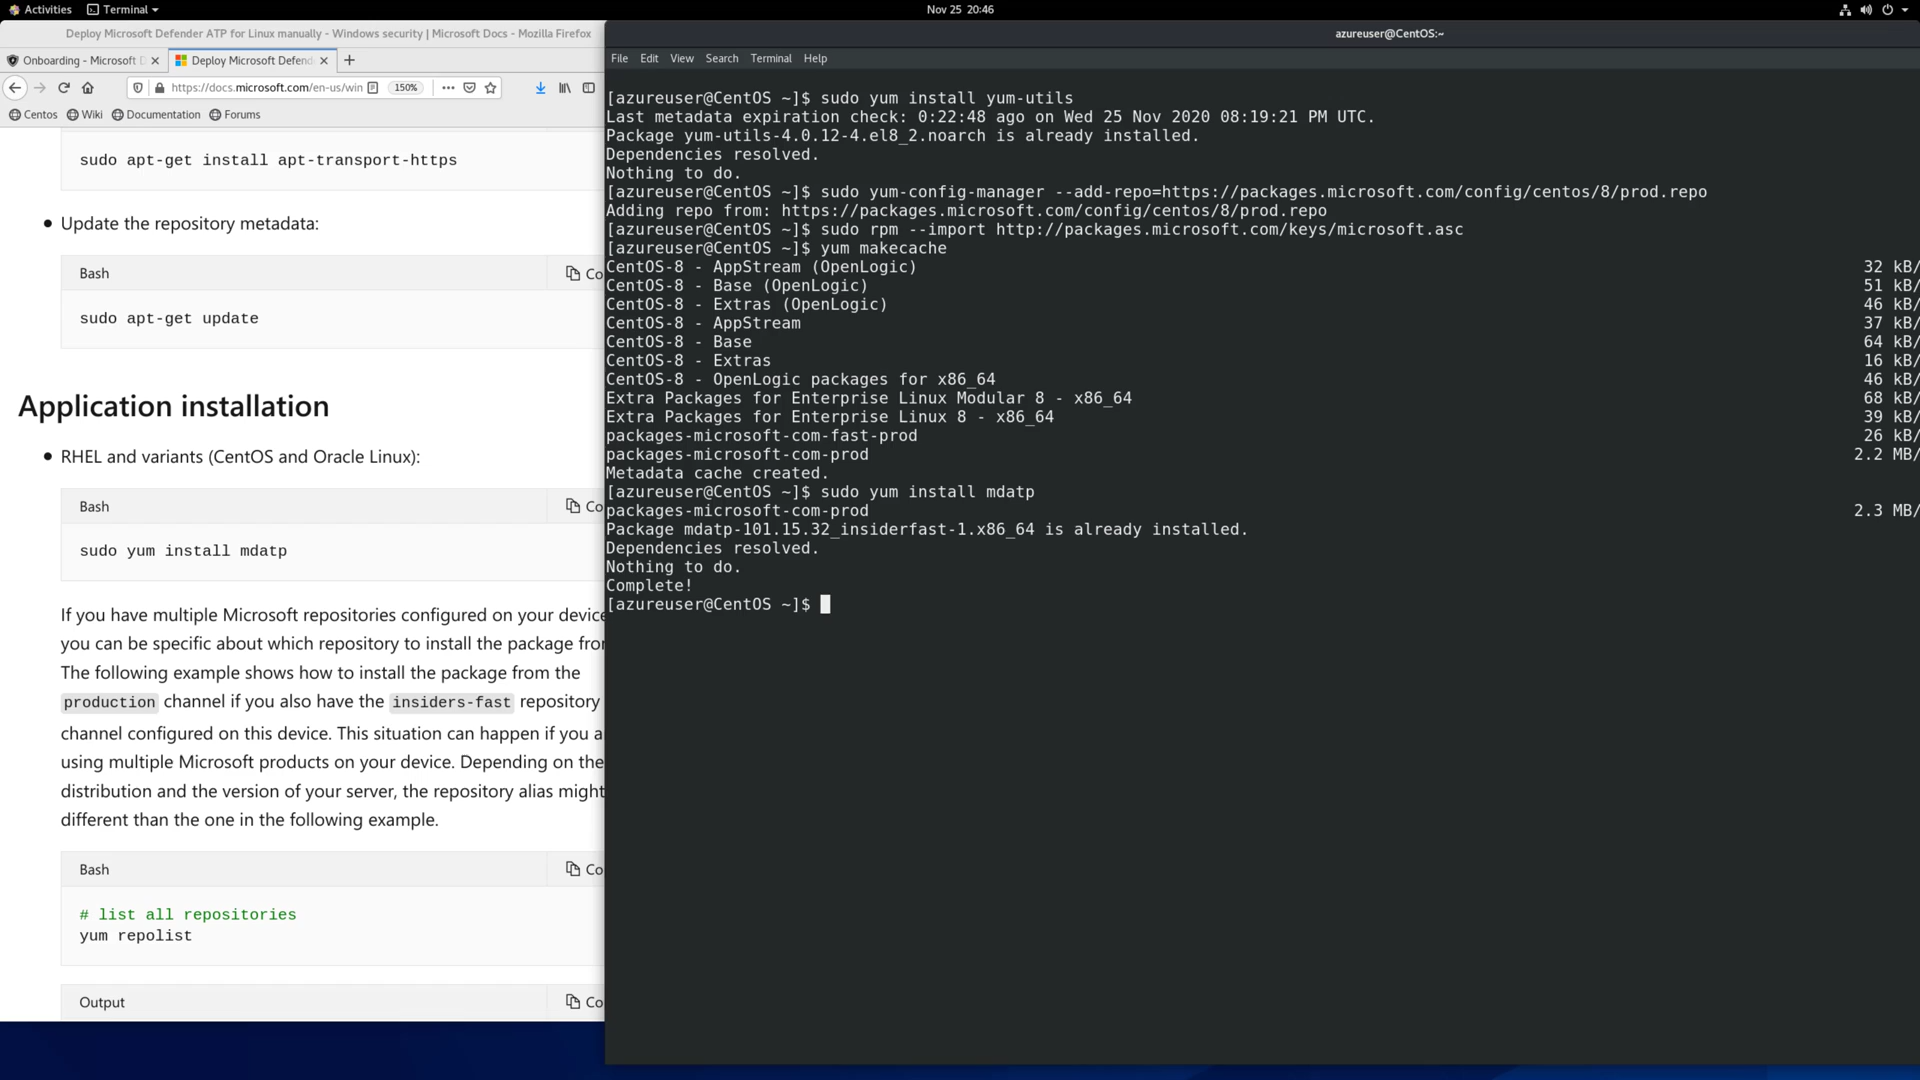 Activities
Terminal
Nov 25 20:46
Deploy Microsoft Defender ATP for Linux manually - Windows security | Microsoft Docs - Mozilla Firefox
Onboarding - Microsoft D
Deploy Microsoft Defend
https://docs.microsoft.com/en-us/win
150%
Centos
Wiki
Documentation
Forums
sudo apt-get install apt-transport-https
Update the repository metadata:
Bash
Co
sudo apt-get update
Application installation
RHEL and variants (CentOS and Oracle Linux):
Bash
Co
sudo yum install mdatp
If you have multiple Microsoft repositories configured on your device
you can be specific about which repository to install the package fro
The following example shows how to install the package from the
production channel if you also have the insiders-fast repository
channel configured on this device. This situation can happen if you a
using multiple Microsoft products on your device. Depending on the
distribution and the version of your server, the repository alias might
different than the one in the following example.
Bash
Co
# list all repositories
yum repolist
Output
Co
azureuser@CentOS:~
File Edit View Search Terminal Help
[azureuser@CentOS ~]$ sudo yum install yum-utils
Last metadata expiration check: 0:22:48 ago on Wed 25 Nov 2020 08:19:21 PM UTC.
Package yum-utils-4.0.12-4.el8_2.noarch is already installed.
Dependencies resolved.
Nothing to do.
[azureuser@CentOS ~]$ sudo yum-config-manager --add-repo=https://packages.microsoft.com/config/centos/8/prod.repo
Adding repo from: https://packages.microsoft.com/config/centos/8/prod.repo
[azureuser@CentOS ~]$ sudo rpm --import http://packages.microsoft.com/keys/microsoft.asc
[azureuser@CentOS ~]$ yum makecache
CentOS-8 - AppStream (OpenLogic) 32 kB/
CentOS-8 - Base (OpenLogic) 51 kB/
CentOS-8 - Extras (OpenLogic) 46 kB/
CentOS-8 - AppStream 37 kB/
CentOS-8 - Base 64 kB/
CentOS-8 - Extras 16 kB/
CentOS-8 - OpenLogic packages for x86_64 46 kB/
Extra Packages for Enterprise Linux Modular 8 - x86_64 68 kB/
Extra Packages for Enterprise Linux 8 - x86_64 39 kB/
packages-microsoft-com-fast-prod 26 kB/
packages-microsoft-com-prod 2.2 MB/
Metadata cache created.
[azureuser@CentOS ~]$ sudo yum install mdatp
packages-microsoft-com-prod 2.3 MB/
Package mdatp-101.15.32_insiderfast-1.x86_64 is already installed.
Dependencies resolved.
Nothing to do.
Complete!
[azureuser@CentOS ~]$